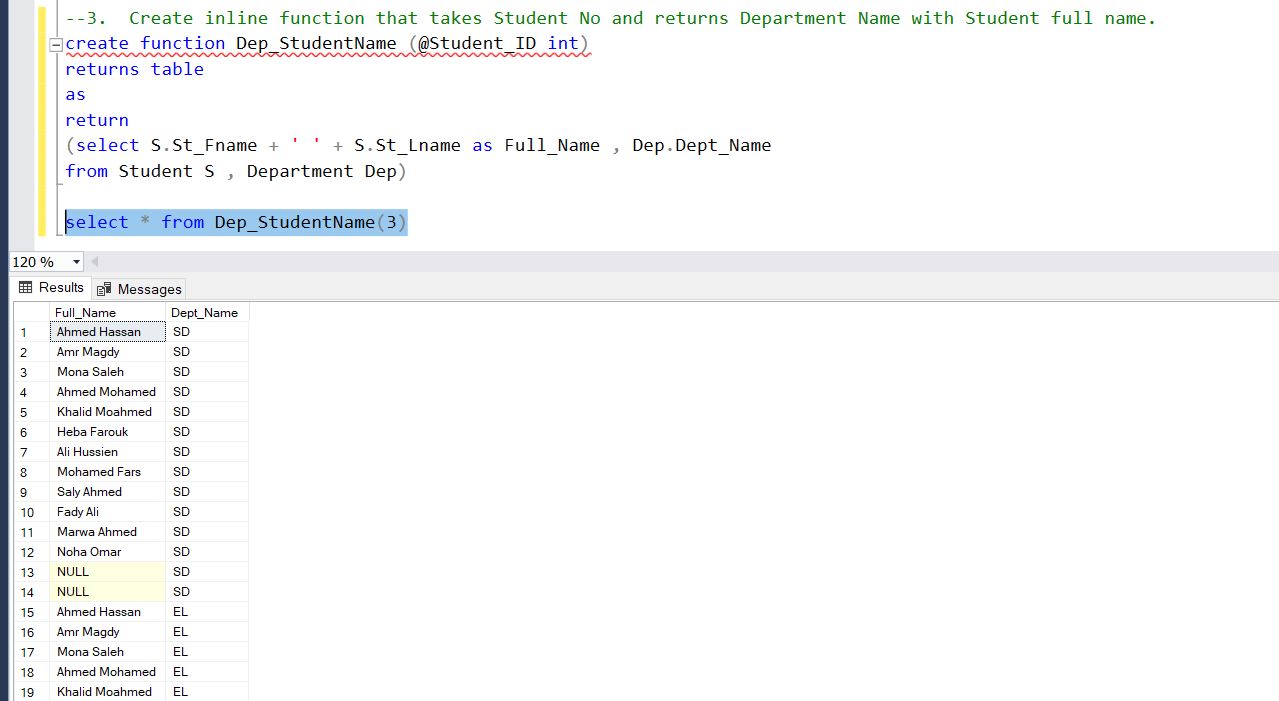 --3.  Create inline function that takes Student No and returns Department Name with Student full name.
create function Dep_StudentName (@Student_ID int)
returns table
as
return
(select S.St_Fname + ' ' + S.St_Lname as Full_Name , Dep.Dept_Name
from Student S , Department Dep)
select * from Dep_StudentName(3)
120 %
Results Messages
Full_Name Dept_Name
1 Ahmed Hassan SD
2 Amr Magdy SD
3 Mona Saleh SD
4 Ahmed Mohamed SD
5 Khalid Moahmed SD
6 Heba Farouk SD
7 Ali Hussien SD
8 Mohamed Fars SD
9 Saly Ahmed SD
10 Fady Ali SD
11 Marwa Ahmed SD
12 Noha Omar SD
13 NULL SD
14 NULL SD
15 Ahmed Hassan EL
16 Amr Magdy EL
17 Mona Saleh EL
18 Ahmed Mohamed EL
19 Khalid Moahmed EL